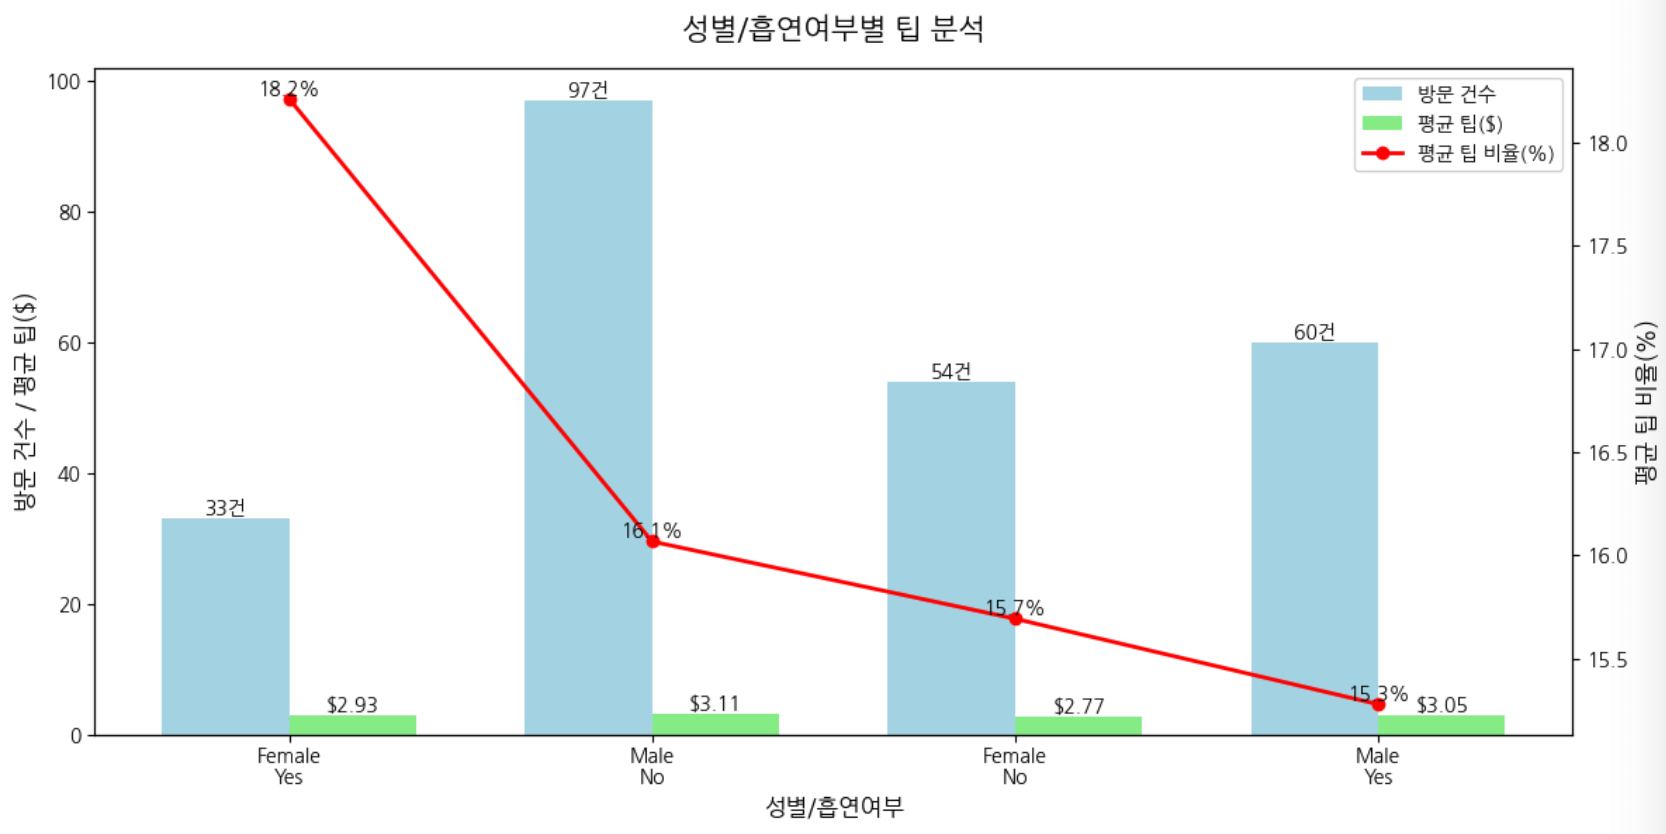 성별/흡연여부별 팁 분석
방문 건수
평균 팁($)
평균 팁 비율(%)
방문 건수 / 평균 팁($)
100
80
60
40
20
0
18.2%
97건
33건
16.1%
54건
60건
15.7%
15.3%
$2.93
$3.11
$2.77
$3.05
18.0
17.5
17.0
16.5
16.0
15.5
평균 팁 비율(%)
Female
Yes
Male
No
Female
No
Male
Yes
성별/흡연여부